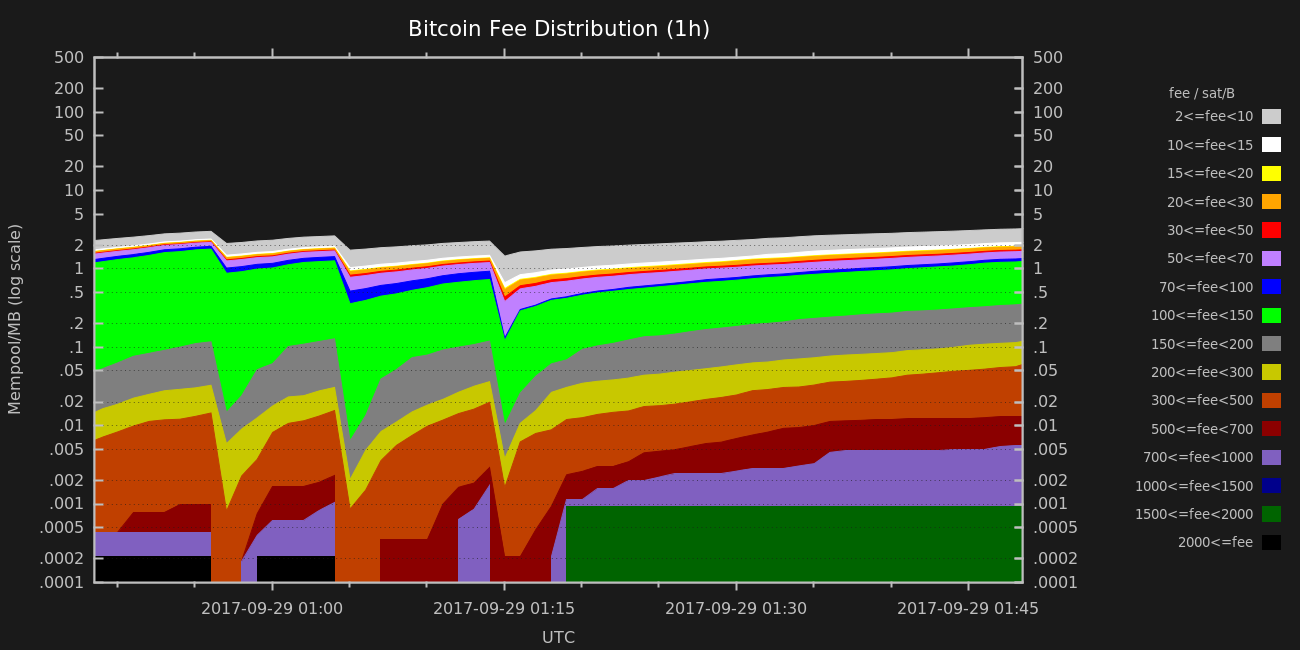 Bitcoin Fee Distribution (1h)
Mempool/MB (log scale)
500
200
100
50
20
10
5
2
1
.5
.2
.1
.05
.02
.01
.005
.002
.001
.0005
.0002
.0001
500
200
100
50
20
10
5
2
1
.5
.2
.1
.05
.02
.01
.005
.002
.001
.0005
.0002
.0001
2017-09-29 01:00
2017-09-29 01:15
2017-09-29 01:30
2017-09-29 01:45
UTC
fee / sat/B
2<=fee<10
10<=fee<15
15<=fee<20
20<=fee<30
30<=fee<50
50<=fee<70
70<=fee<100
100<=fee<150
150<=fee<200
200<=fee<300
300<=fee<500
500<=fee<700
700<=fee<1000
1000<=fee<1500
1500<=fee<2000
2000<=fee